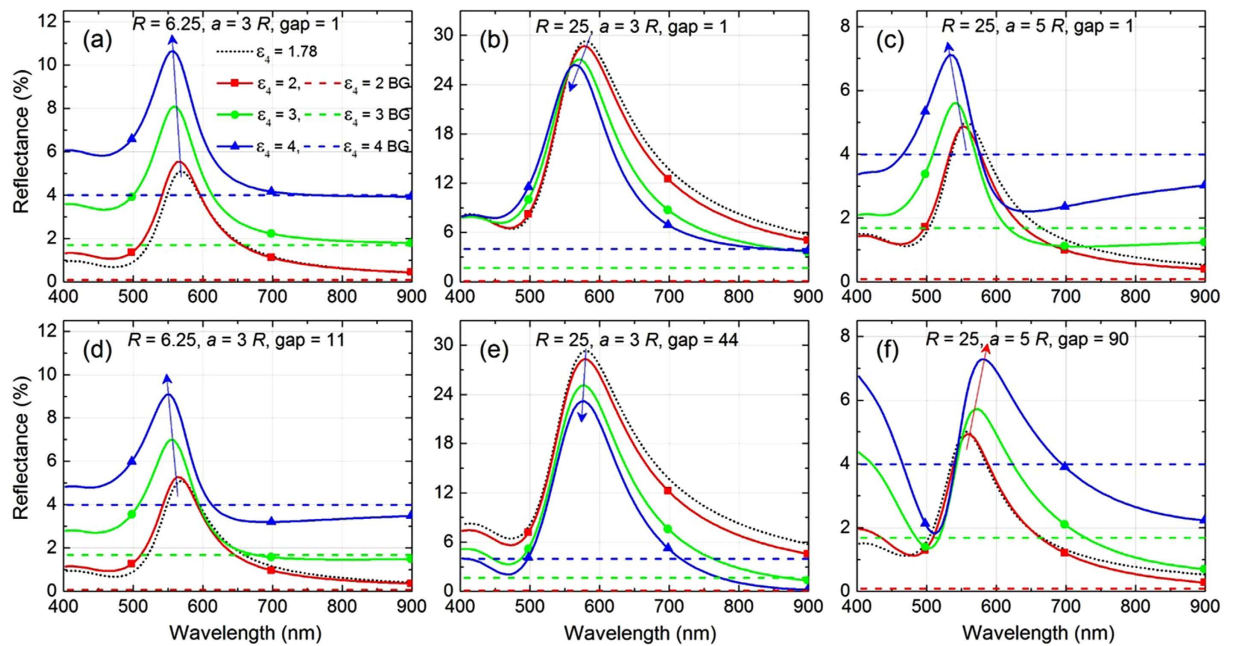 R = 6.25, a = 3 R, gap = 1
(a)
ε4 = 1.78
ε4 = 2, ε4 = 2 BG
ε4 = 3, ε4 = 3 BG
ε4 = 4, ε4 = 4 BG
12
10
8
6
4
2
0
Reflectance (%)
400 500 600 700 800 900
R = 25, a = 3 R, gap = 1
(b)
30
24
18
12
6
0
400 500 600 700 800 900
R = 25, a = 5 R, gap = 1
(c)
8
6
4
2
0
400 500 600 700 800 900
R = 6.25, a = 3 R, gap = 11
(d)
12
10
8
6
4
2
0
Reflectance (%)
400 500 600 700 800 900
Wavelength (nm)
R = 25, a = 3 R, gap = 44
(e)
30
24
18
12
6
0
400 500 600 700 800 900
Wavelength (nm)
R = 25, a = 5 R, gap = 90
(f)
8
6
4
2
0
400 500 600 700 800 900
Wavelength (nm)